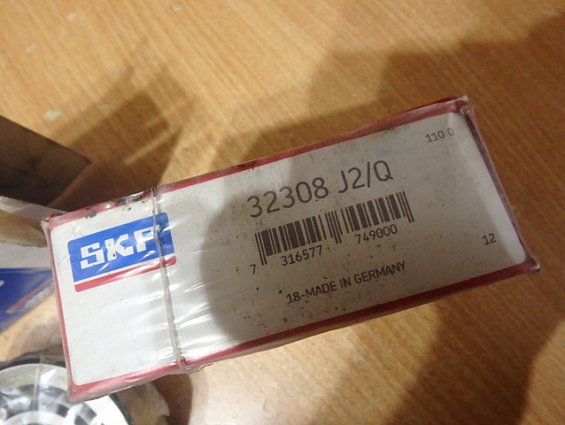 110 0
SKF
32308 J2/Q
7 316577 749000
12
18-MADE IN GERMANY